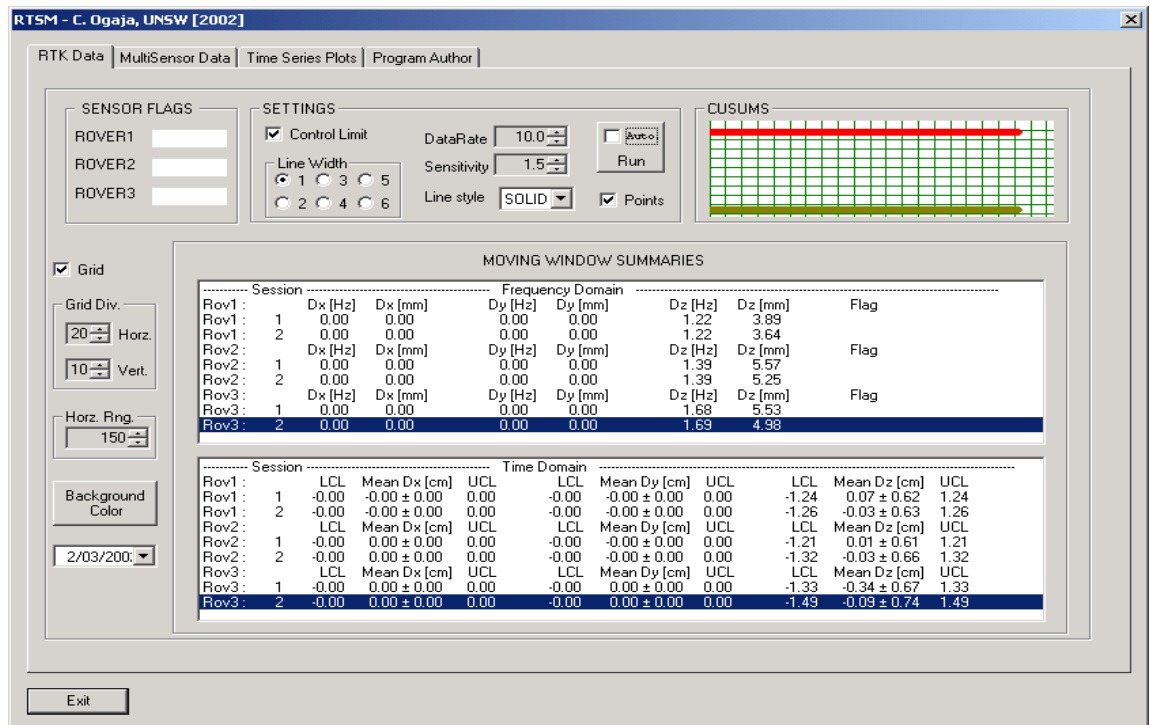 RTSM - C. Ogaja, UNSW [2002]
RTK Data MultiSensor Data Time Series Plots Program Author
SENSOR FLAGS
ROVER1
ROVER2
ROVER3
SETTINGS
Control Limit
Line Width
1 3 5
2 4 6
DataRate 10.0
Sensitivity 1.5
Line style SOLID
Auto
Run
Points
CUSUMS
Grid
Grid Div.
20 Horz.
10 Vert.
Horz. Rng.
150
Background
Color
2/03/200
MOVING WINDOW SUMMARIES
---------- Session ---------- Frequency Domain ----------
Rov1 : Dx [Hz] Dx [mm] Dy [Hz] Dy [mm] Dz [Hz] Dz [mm] Flag
Rov1 : 1 0.00 0.00 0.00 0.00 1.22 3.89
Rov1 : 2 0.00 0.00 0.00 0.00 1.22 3.64
Rov2 : Dx [Hz] Dx [mm] Dy [Hz] Dy [mm] Dz [Hz] Dz [mm] Flag
Rov2 : 1 0.00 0.00 0.00 0.00 1.39 5.57
Rov2 : 2 0.00 0.00 0.00 0.00 1.39 5.25
Rov3 : Dx [Hz] Dx [mm] Dy [Hz] Dy [mm] Dz [Hz] Dz [mm] Flag
Rov3 : 1 0.00 0.00 0.00 0.00 1.68 5.53
Rov3 : 2 0.00 0.00 0.00 0.00 1.69 4.98
---------- Session ---------- Time Domain ----------
Rov1 : LCL Mean Dx [cm] UCL LCL Mean Dy [cm] UCL LCL Mean Dz [cm] UCL
Rov1 : 1 -0.00 -0.00 ± 0.00 0.00 -0.00 -0.00 ± 0.00 0.00 -1.24 0.07 ± 0.62 1.24
Rov1 : 2 -0.00 -0.00 ± 0.00 0.00 -0.00 -0.00 ± 0.00 0.00 -1.26 -0.03 ± 0.63 1.26
Rov2 : LCL Mean Dx [cm] UCL LCL Mean Dy [cm] UCL LCL Mean Dz [cm] UCL
Rov2 : 1 -0.00 0.00 ± 0.00 0.00 -0.00 -0.00 ± 0.00 0.00 -1.21 0.01 ± 0.61 1.21
Rov2 : 2 -0.00 0.00 ± 0.00 0.00 -0.00 -0.00 ± 0.00 0.00 -1.32 -0.03 ± 0.66 1.32
Rov3 : LCL Mean Dx [cm] UCL LCL Mean Dy [cm] UCL LCL Mean Dz [cm] UCL
Rov3 : 1 -0.00 0.00 ± 0.00 0.00 -0.00 0.00 ± 0.00 0.00 -1.33 -0.34 ± 0.67 1.33
Rov3 : 2 -0.00 0.00 ± 0.00 0.00 -0.00 0.00 ± 0.00 0.00 -1.49 -0.09 ± 0.74 1.49
Exit